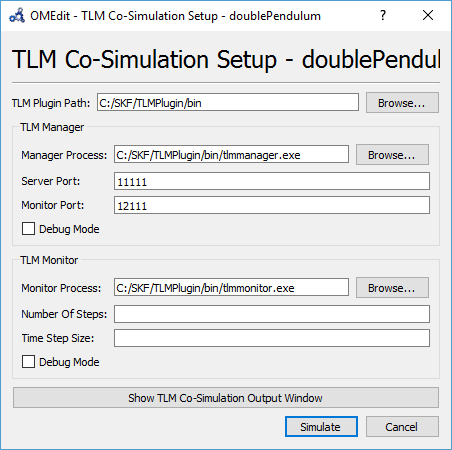 OMEdit - TLM Co-Simulation Setup - doublePendulum
TLM Co-Simulation Setup - doublePendul
TLM Plugin Path: C:/SKF/TLMPlugin/bin Browse...
TLM Manager
Manager Process: C:/SKF/TLMPlugin/bin/tlmmanager.exe Browse...
Server Port: 11111
Monitor Port: 12111
Debug Mode
TLM Monitor
Monitor Process: C:/SKF/TLMPlugin/bin/tlmmonitor.exe Browse...
Number Of Steps:
Time Step Size:
Debug Mode
Show TLM Co-Simulation Output Window
Simulate Cancel